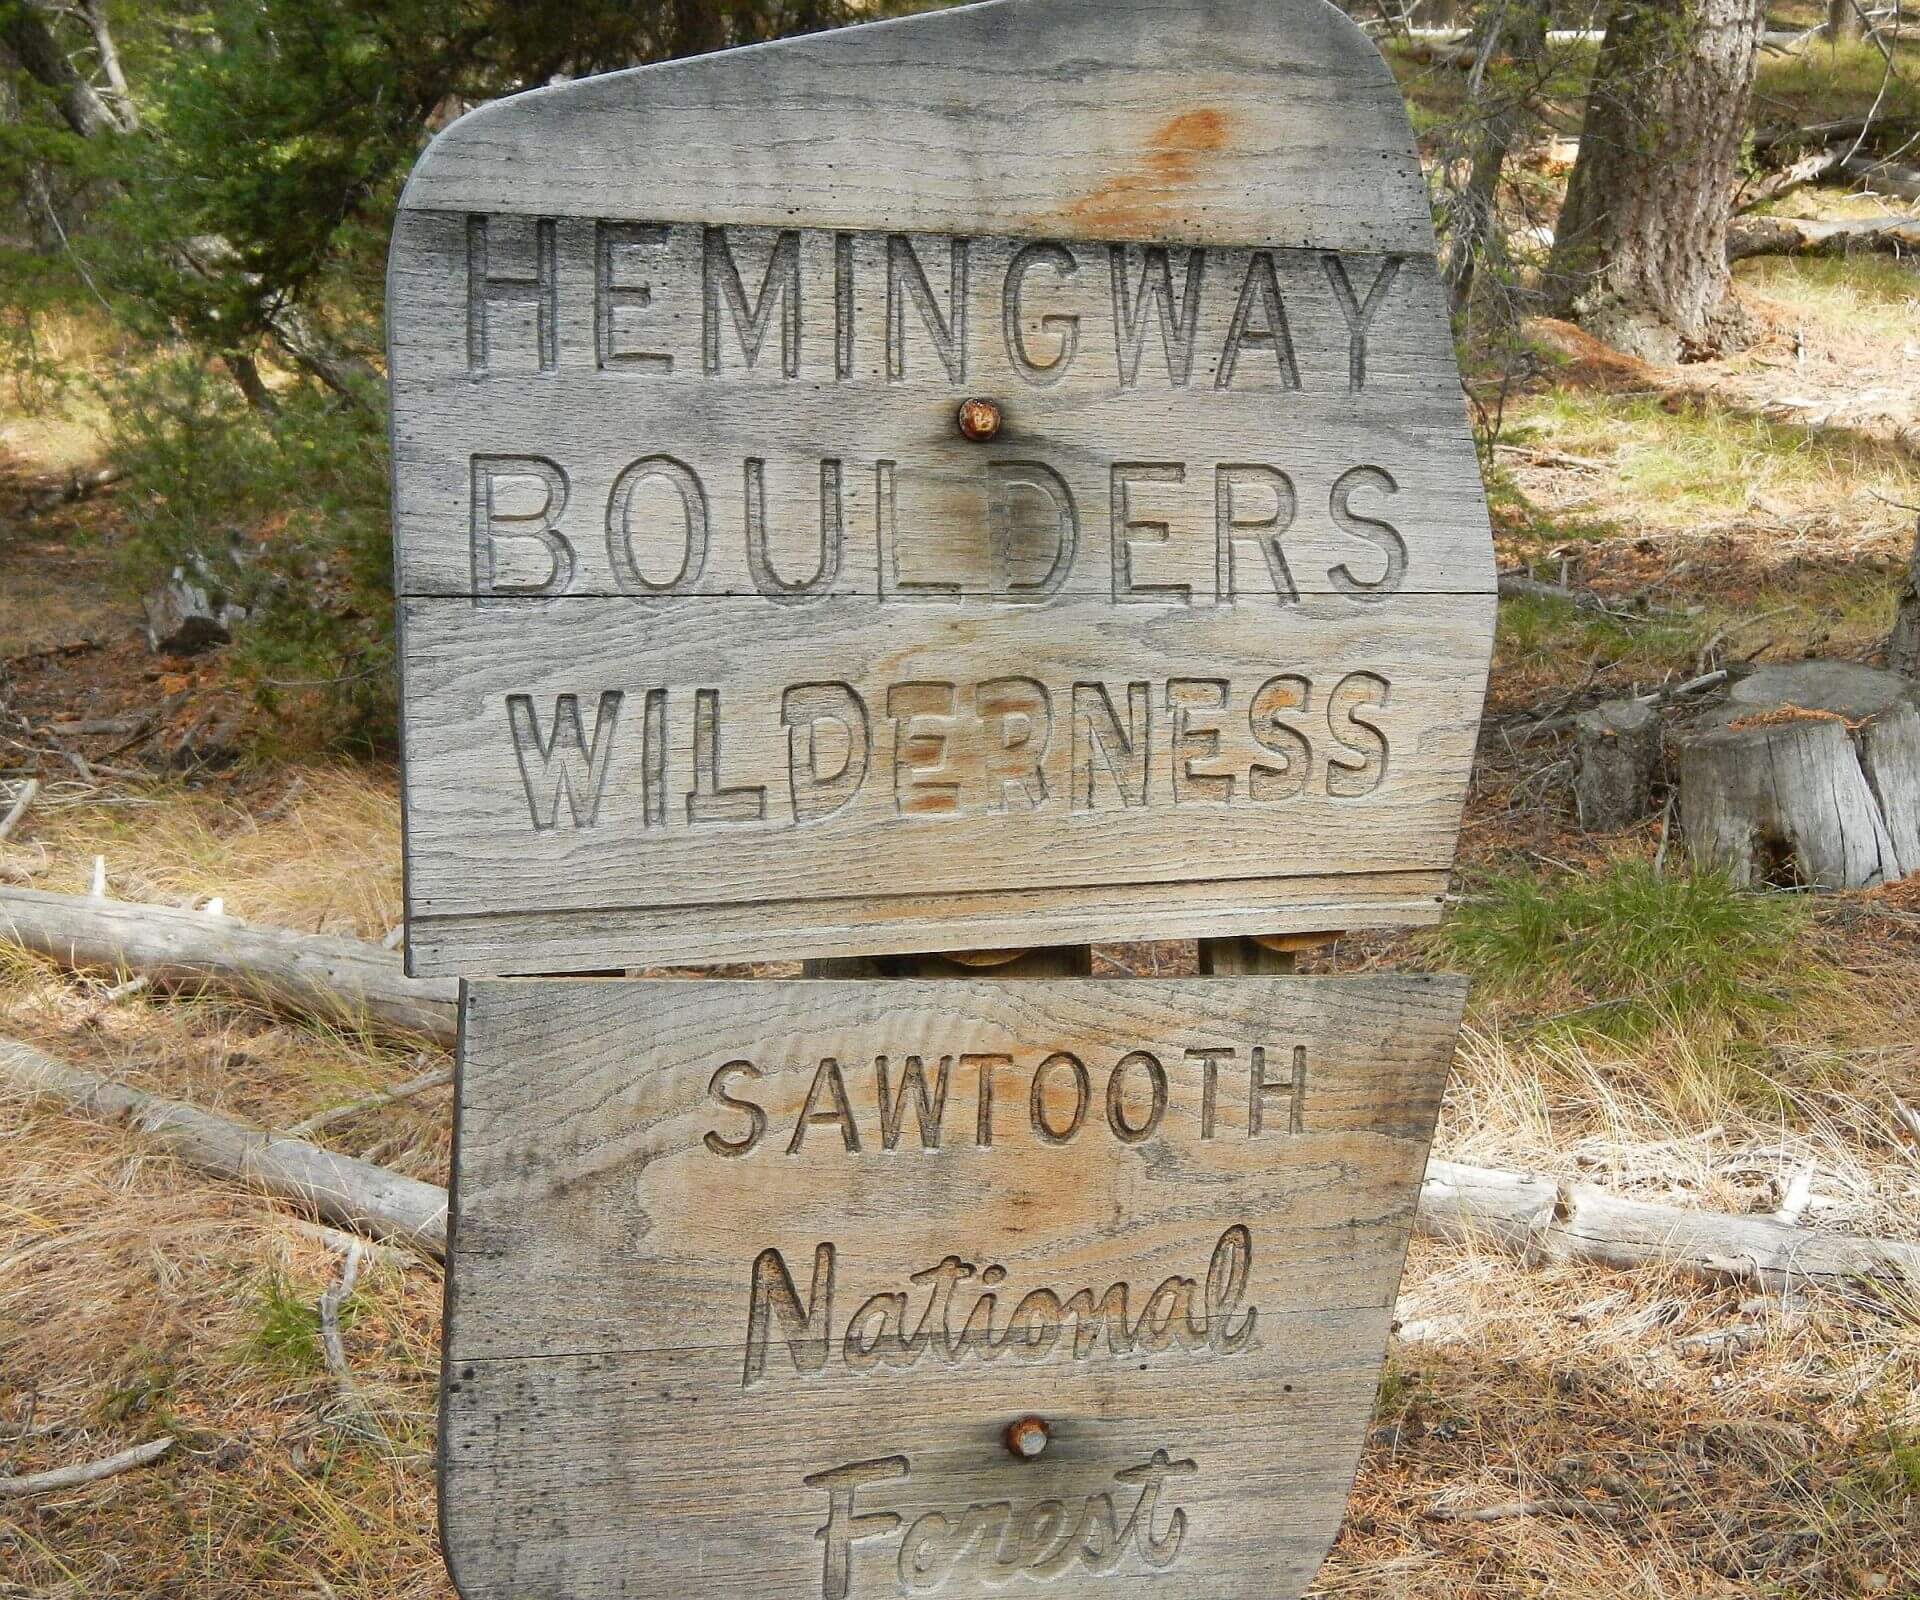 HEMINGWAY
BOULDERS
WILDERNESS
SAWTOOTH
National
Forest